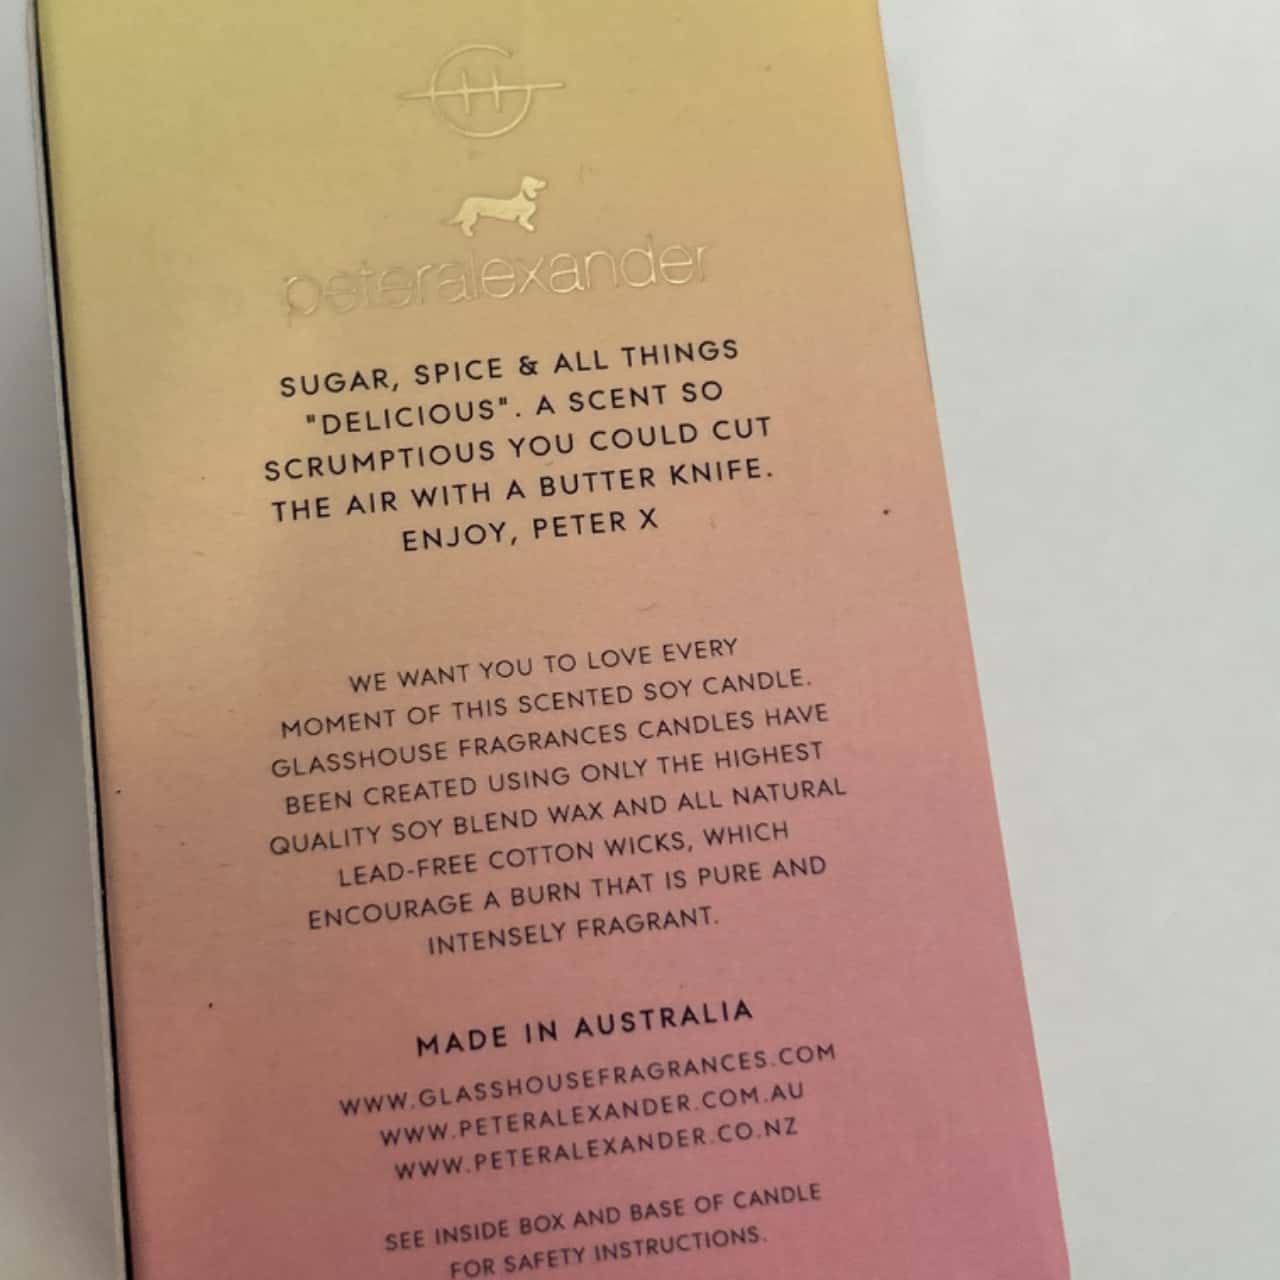 peteralexander
SUGAR, SPICE & ALL THINGS
"DELICIOUS". A SCENT SO
SCRUMPTIOUS YOU COULD CUT
THE AIR WITH A BUTTER KNIFE.
ENJOY, PETER X
WE WANT YOU TO LOVE EVERY
MOMENT OF THIS SCENTED SOY CANDLE.
GLASSHOUSE FRAGRANCES CANDLES HAVE
BEEN CREATED USING ONLY THE HIGHEST
QUALITY SOY BLEND WAX AND ALL NATURAL
LEAD-FREE COTTON WICKS, WHICH
ENCOURAGE A BURN THAT IS PURE AND
INTENSELY FRAGRANT.
MADE IN AUSTRALIA
WWW.GLASSHOUSEFRAGRANCES.COM
WWW.PETERALEXANDER.COM.AU
WWW.PETERALEXANDER.CO.NZ
SEE INSIDE BOX AND BASE OF CANDLE
FOR SAFETY INSTRUCTIONS.